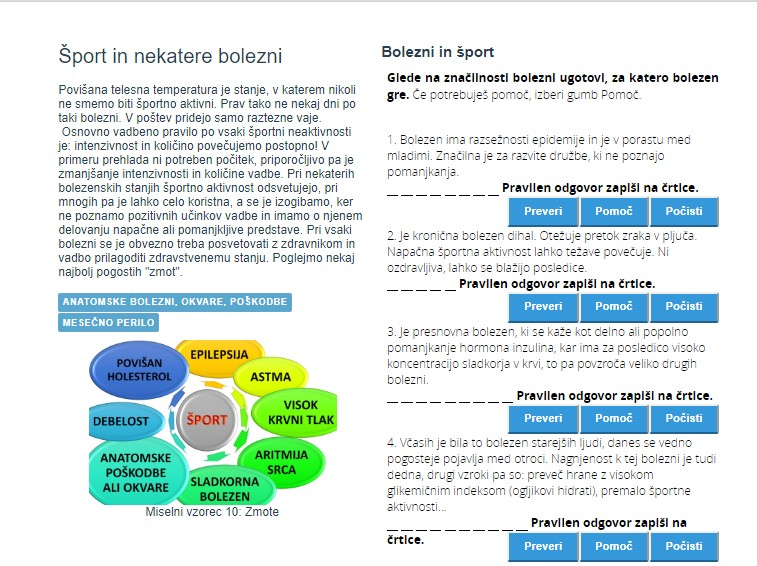 Šport in nekatere bolezni
Povišana telesna temperatura je stanje, v katerem nikoli
ne smemo biti športno aktivni. Prav tako ne nekaj dni po
taki bolezni. V poštev pridejo samo raztezne vaje.
Osnovno vadbeno pravilo po vsaki športni neaktivnosti
je: intenzivnost in količino povečujemo postopno! V
primeru prehlada ni potreben počitek, priporočljivo pa je
zmanjšanje intenzivnosti in količine vadbe. Pri nekaterih
bolezenskih stanjih športno aktivnost odsvetujejo, pri
mnogih pa je lahko celo koristna, a se je izogibamo, ker
ne poznamo pozitivnih učinkov vadbe in imamo o njenem
delovanju napačne ali pomanjkljive predstave. Pri vsaki
bolezni se je obvezno treba posvetovati z zdravnikom in
vadbo prilagoditi zdravstvenemu stanju. Poglejmo nekaj
najbolj pogostih "zmot".
ANATOMSKE BOLEZNI, OKVARE, POŠKODBE
MESEČNO PERILO
POVIŠAN
HOLESTEROL
EPILEPSIJA
ASTMA
VISOK
KRVNI TLAK
ARITMIJA
SRCA
SLADKORNA
BOLEZEN
ANATOMSKE
POŠKODBE
ALI OKVARE
DEBELOST
ŠPORT
Miselni vzorec 10: Zmote
Bolezni in šport
Glede na značilnosti bolezni ugotovi, za katero bolezen
gre. Če potrebuješ pomoč, izberi gumb Pomoč.
1. Bolezen ima razsežnosti epidemije in je v porastu med
mladimi. Značilna je za razvite družbe, ki ne poznajo
pomanjkanja.
_ _ _ _ _ _ _ _ Pravilen odgovor zapiši na črtice.
Preveri Pomoč Počisti
2. Je kronična bolezen dihal. Otežuje pretok zraka v pljuča.
Napačna športna aktivnost lahko težave povečuje. Ni
ozdravljiva, lahko se blažijo posledice.
_ _ _ _ _ Pravilen odgovor zapiši na črtice.
Preveri Pomoč Počisti
3. Je presnovna bolezen, ki se kaže kot delno ali popolno
pomanjkanje hormona inzulina, kar ima za posledico visoko
koncentracijo sladkorja v krvi, to pa povzroča veliko drugih
bolezni.
_ _ _ _ _ _ _ _ _ Pravilen odgovor zapiši na črtice.
Preveri Pomoč Počisti
4. Včasih je bila to bolezen starejših ljudi, danes se vedno
pogosteje pojavlja med otroci. Nagnjenost k tej bolezni je tudi
dedna, drugi vzroki pa so: preveč hrane z visokom
glikemičnim indeksom (ogljikovi hidrati), premalo športne
aktivnosti...
_ _ _ _ _ _ _ _ _ _ Pravilen odgovor zapiši na
črtice.
Preveri Pomoč Počisti